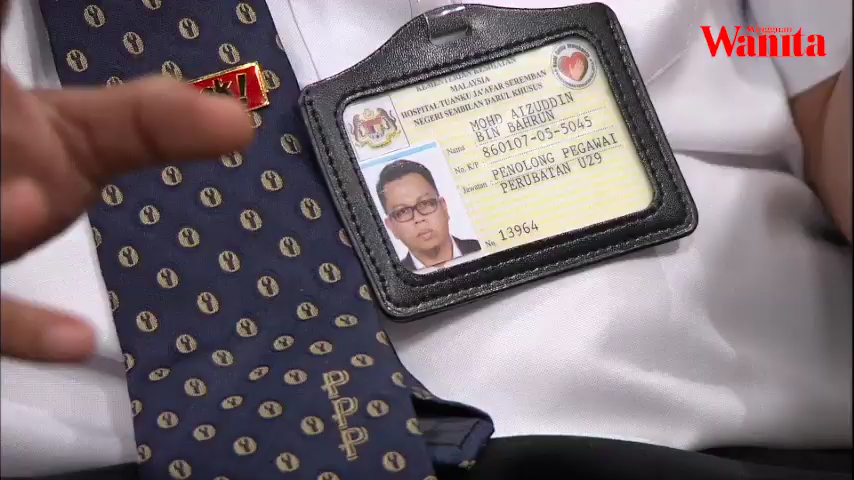 Mingguan
Wanita
K!
KEMENTERIAN KESIHATAN
MALAYSIA
HOSPITAL TUANKU JA'AFAR SEREMBAN
NEGERI SEMBILAN DARUL KHUSUS
Nama MOHD AIZUDDIN
BIN BAHRUN
No. K/P. 860107-05-5045
Jawatan PENOLONG PEGAWAI
PERUBATAN U29
No. 13964
PPP